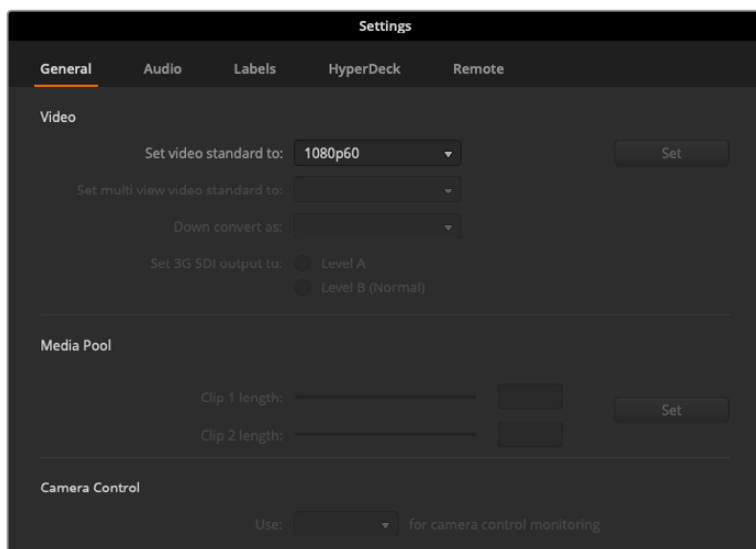 Settings
General Audio Labels HyperDeck Remote
Video
Set video standard to: 1080p60 Set
Set multi view video standard to:
Down convert as:
Set 3G SDI output to: Level A
Level B (Normal)
Media Pool
Clip 1 length:
Set
Clip 2 length:
Camera Control
Use: for camera control monitoring